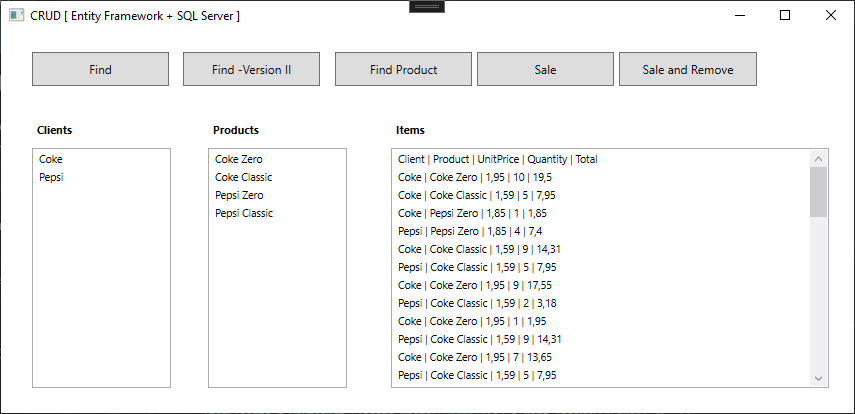 CRUD [ Entity Framework + SQL Server ]
Find
Find -Version II
Find Product
Sale
Sale and Remove
Clients
Coke
Pepsi
Products
Coke Zero
Coke Classic
Pepsi Zero
Pepsi Classic
Items
Client | Product | UnitPrice | Quantity | Total
Coke | Coke Zero | 1,95 | 10 | 19,5
Coke | Coke Classic | 1,59 | 5 | 7,95
Coke | Pepsi Zero | 1,85 | 1 | 1,85
Pepsi | Pepsi Zero | 1,85 | 4 | 7,4
Coke | Coke Classic | 1,59 | 9 | 14,31
Pepsi | Coke Classic | 1,59 | 5 | 7,95
Coke | Coke Zero | 1,95 | 9 | 17,55
Pepsi | Coke Classic | 1,59 | 2 | 3,18
Coke | Coke Zero | 1,95 | 1 | 1,95
Pepsi | Coke Classic | 1,59 | 9 | 14,31
Coke | Coke Zero | 1,95 | 7 | 13,65
Pepsi | Coke Classic | 1,59 | 5 | 7,95